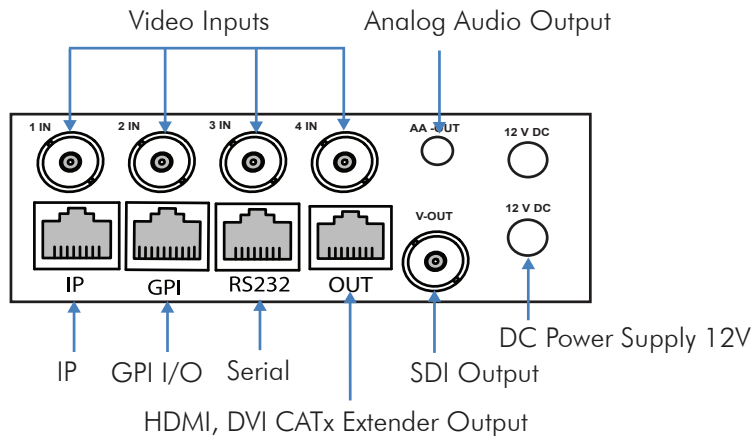 Video Inputs
Analog Audio Output
1 IN
2 IN
3 IN
4 IN
AA -OUT
12 V DC
V-OUT
12 V DC
IP
GPI
RS232
OUT
DC Power Supply 12V
IP
GPI I/O
Serial
SDI Output
HDMI, DVI CATx Extender Output